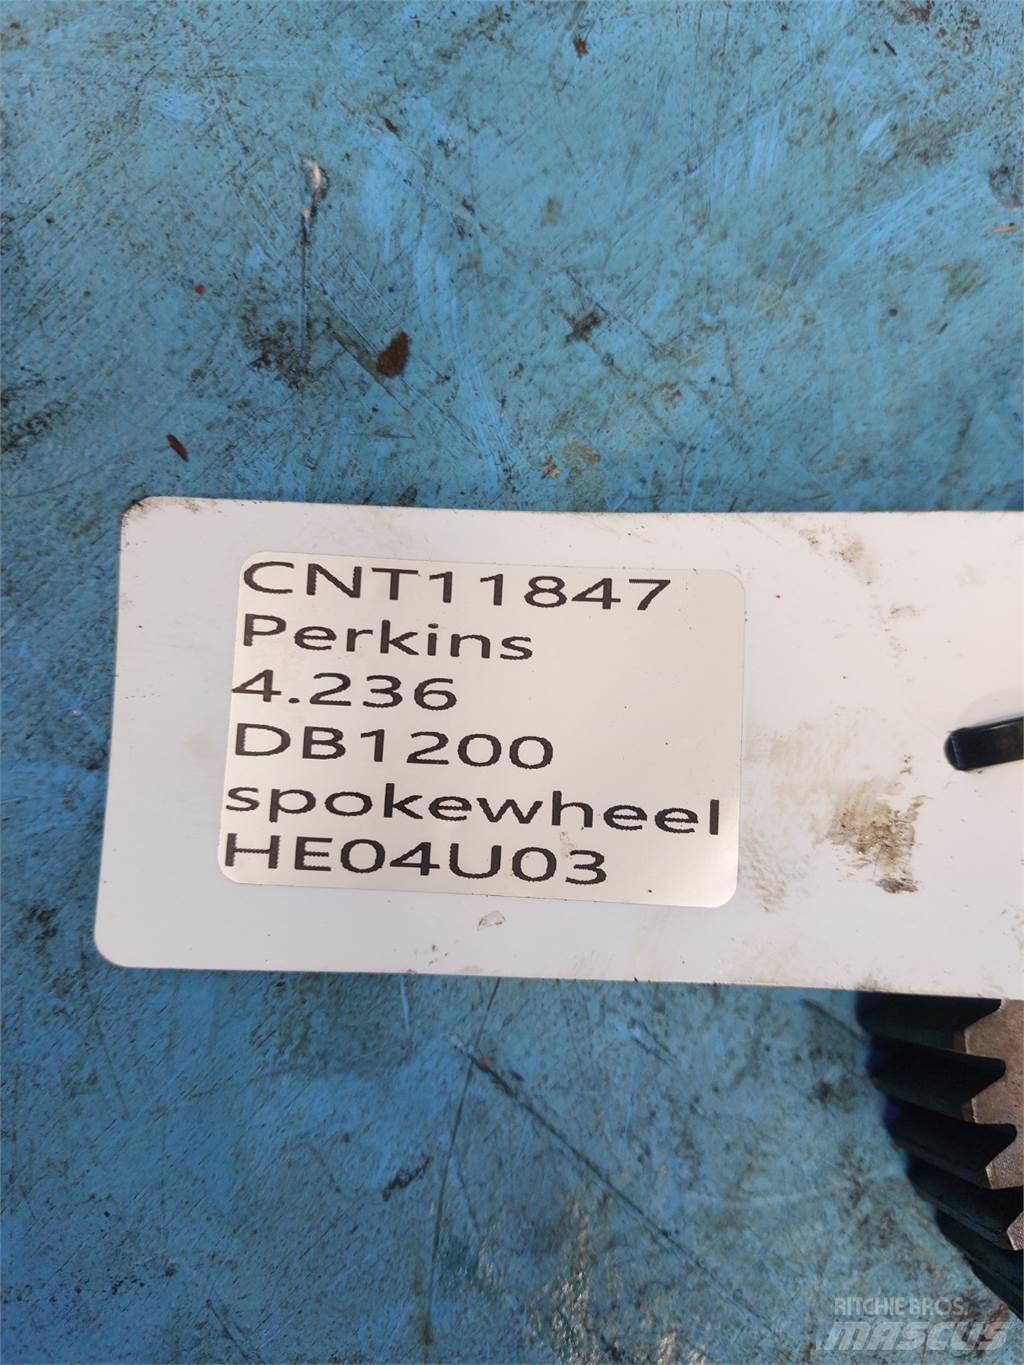 CNT11847
Perkins
4.236
DB1200
spokewheel
HE04U03
RITCHIE BROS.
MASCUS